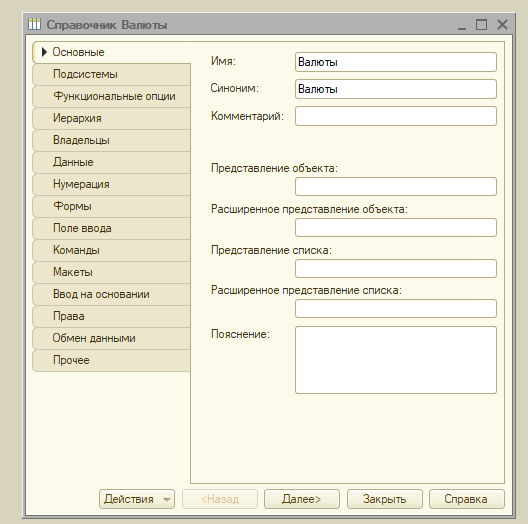 Справочник Валюты
Основные
Подсистемы
Функциональные опции
Иерархия
Владельцы
Данные
Нумерация
Формы
Поле ввода
Команды
Макеты
Ввод на основании
Права
Обмен данными
Прочее
Имя: Валюты
Синоним: Валюты
Комментарий:
Представление объекта:
Расширенное представление объекта:
Представление списка:
Расширенное представление списка:
Пояснение:
Действия <Назад Далее> Закрыть Справка